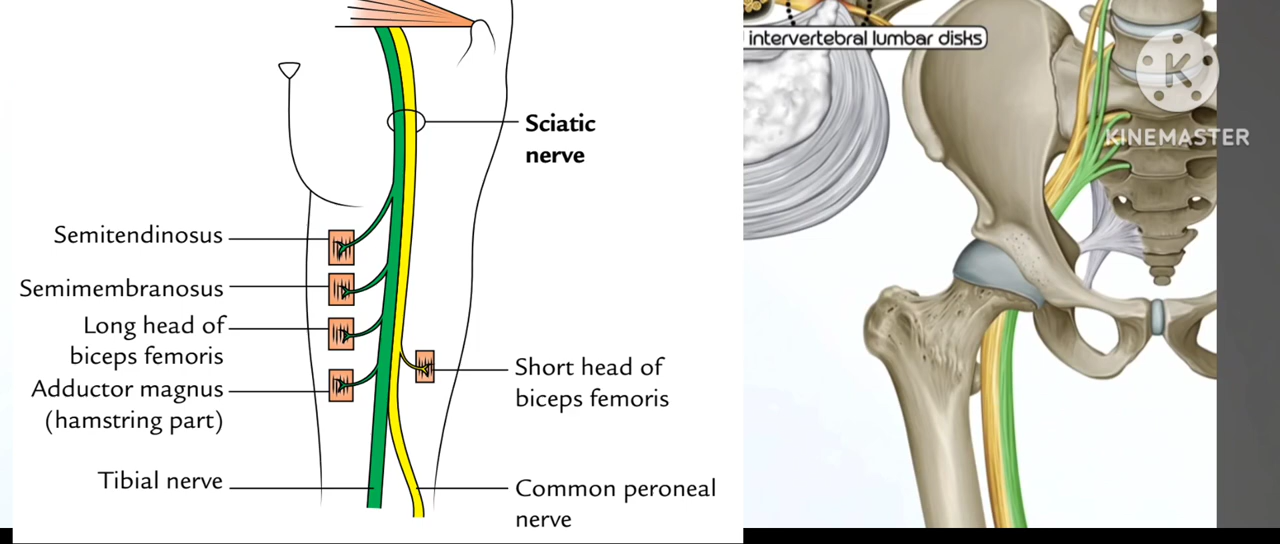 intervertebral lumbar disks
K
KINEMASTER
Sciatic
nerve
Semitendinosus
Semimembranosus
Long head of
biceps femoris
Adductor magnus
(hamstring part)
Short head of
biceps femoris
Tibial nerve
Common peroneal
nerve